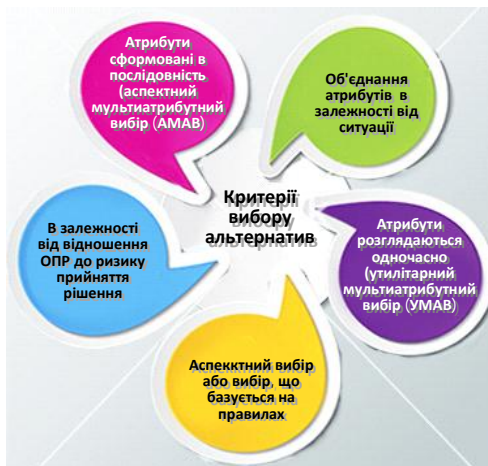 Атрибути
сформовані в
послідовність
(аспектний
мультиатрибутний
вибір (АМАВ)
Об'єднання
атрибутів в
залежності від
ситуації
Критерії
вибору
альтернатив
В залежності
від відношення
ОПР до ризику
прийняття
рішення
Атрибути
розглядаються
одночасно
(утилітарний
мультиатрибутний
вибір (УМАВ)
Аспекктний вибір
або вибір, що
базується на
правилах